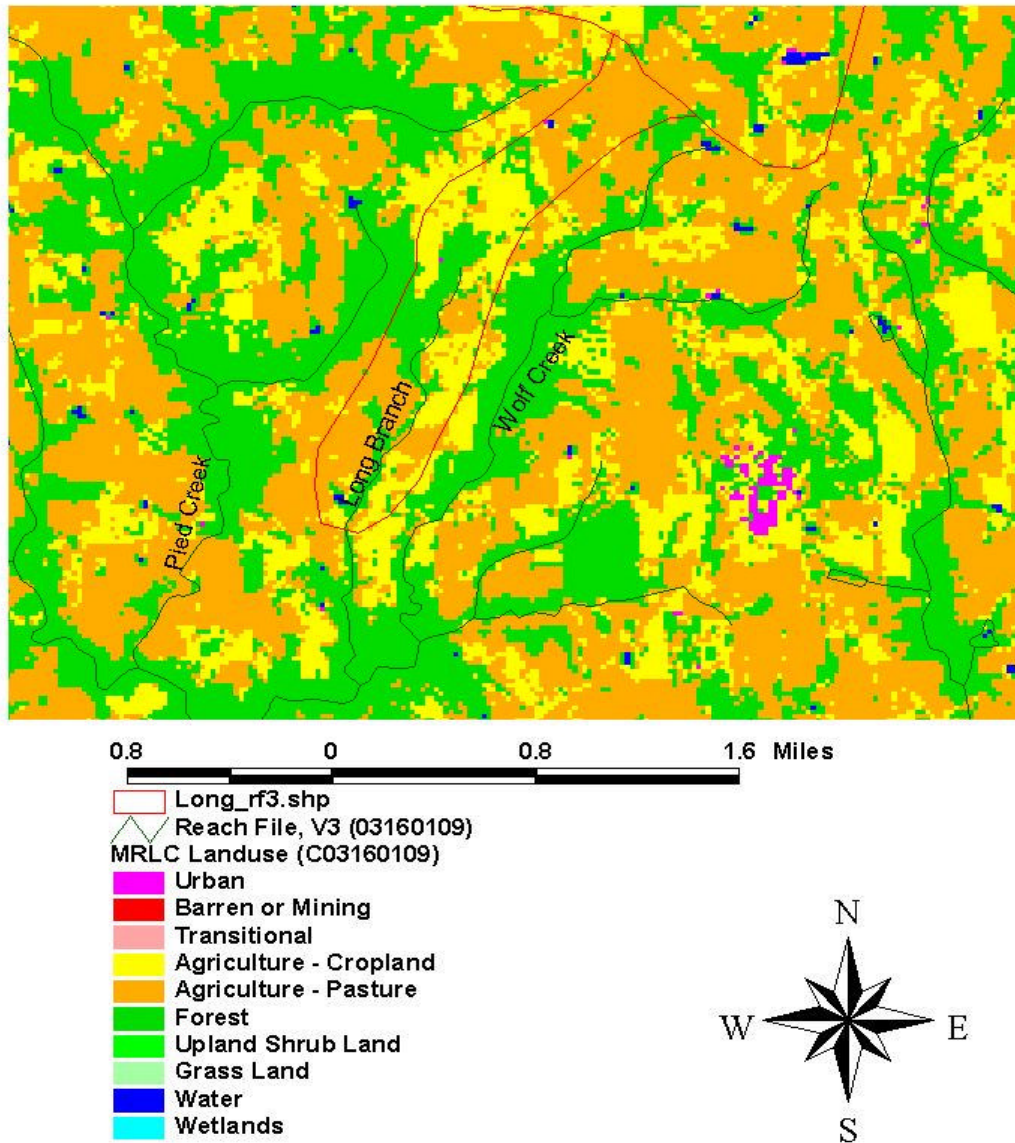 Pied Creek
Long Branch
Wolf Creek
0.8 0 0.8 1.6 Miles
Long_rf3.shp
Reach File, V3 (03160109)
MRLC Landuse (C03160109)
Urban
Barren or Mining
Transitional
Agriculture - Cropland
Agriculture - Pasture
Forest
Upland Shrub Land
Grass Land
Water
Wetlands
N
W E
S